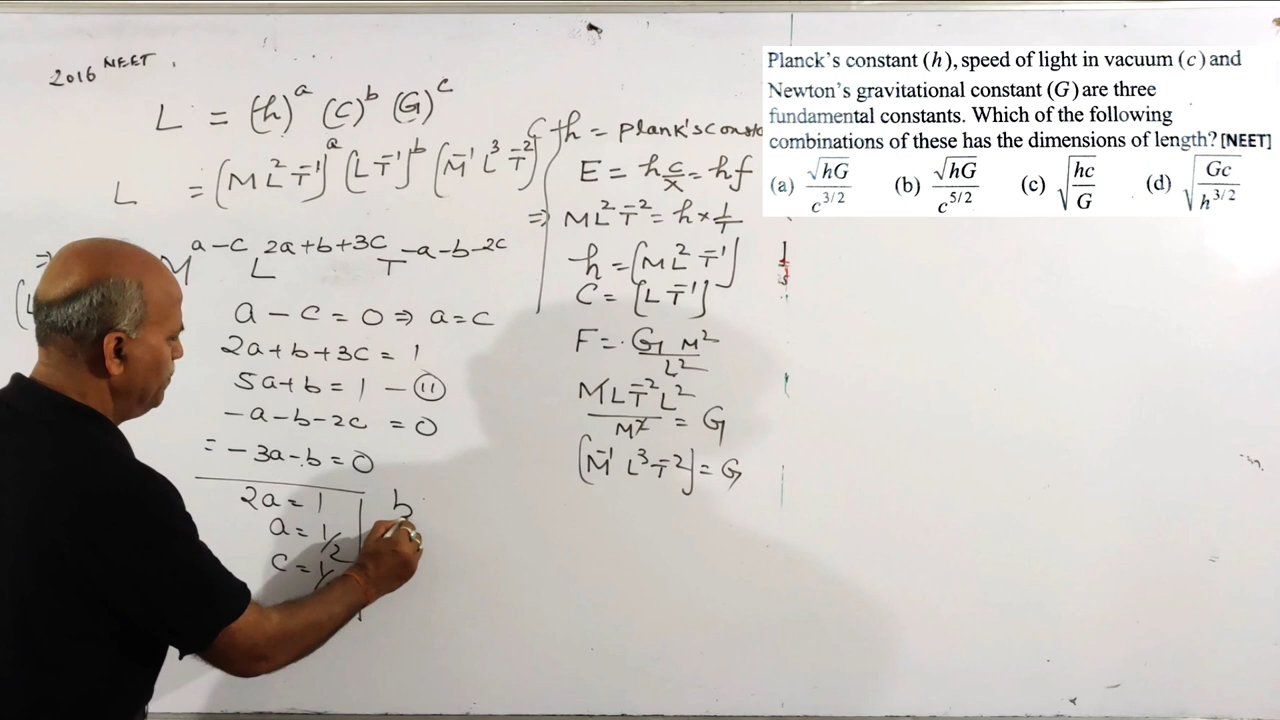 2016 NEET.
L = (h)^a (C)^b (G)^c
L = (ML²T⁻¹)^a (LT⁻¹)^b (M⁻¹L³T⁻²)^c
⇒ M^a-c L^2a+b+3c T^-a-b-2c
a - c = 0 ⇒ a = c
2a + b + 3c = 1
5a + b = 1 - (11)
-a - b - 2c = 0
= -3a - b = 0
2a = 1
a = 1/2
c = 1/
b
h = Plank's
E = h c/λ = hf
⇒ ML²T⁻² = h × 1/T
h = [ML²T⁻¹]
C = [LT⁻¹]
F = G M²/L²
MLT⁻²L²/M² = G
[M⁻¹L³T⁻²] = G
Planck's constant (h), speed of light in vacuum (c) and
Newton's gravitational constant (G) are three
fundamental constants. Which of the following
combinations of these has the dimensions of length? [NEET]
(a) √hG/c^3/2 (b) √hG/c^5/2 (c) √hc/G (d) √Gc/h^3/2